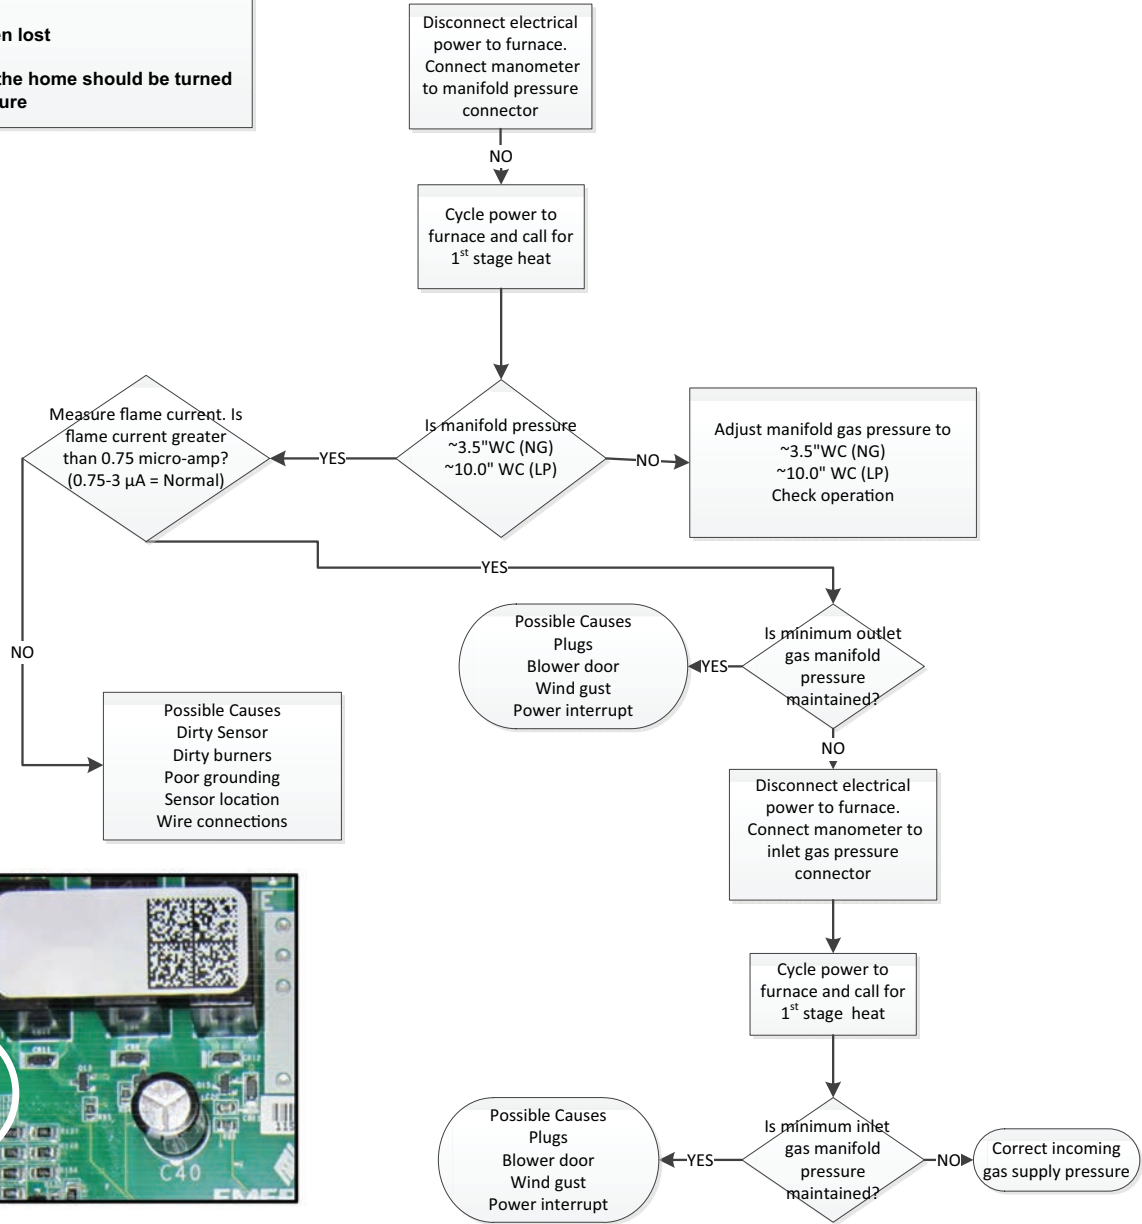 en lost
the home should be turned
ure
Disconnect electrical
power to furnace.
Connect manometer
to manifold pressure
connector
NO
Cycle power to
furnace and call for
1st stage heat
Measure flame current. Is
flame current greater
than 0.75 micro-amp?
(0.75-3 µA = Normal)
YES
Is manifold pressure
~3.5"WC (NG)
~10.0" WC (LP)
NO
Adjust manifold gas pressure to
~3.5"WC (NG)
~10.0" WC (LP)
Check operation
YES
NO
Possible Causes
Plugs
Blower door
Wind gust
Power interrupt
YES
Is minimum outlet
gas manifold
pressure
maintained?
NO
Possible Causes
Dirty Sensor
Dirty burners
Poor grounding
Sensor location
Wire connections
Disconnect electrical
power to furnace.
Connect manometer to
inlet gas pressure
connector
Cycle power to
furnace and call for
1st stage heat
Possible Causes
Plugs
Blower door
Wind gust
Power interrupt
YES
Is minimum inlet
gas manifold
pressure
maintained?
NO
Correct incoming
gas supply pressure
E
C40